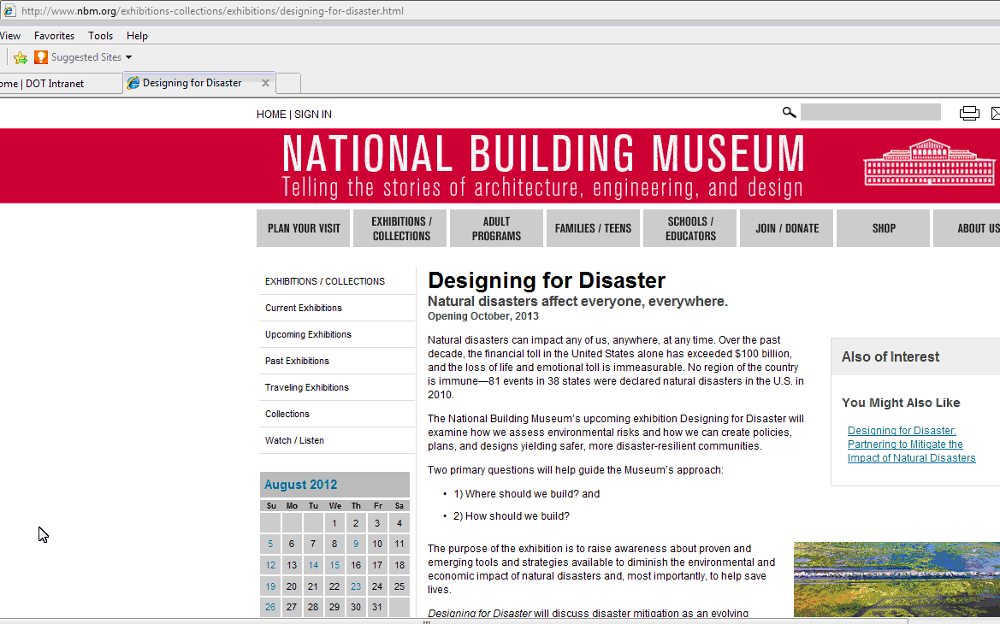 http://www.nbm.org/exhibitions-collections/exhibitions/designing-for-disaster.html
View Favorites Tools Help
Suggested Sites
ome | DOT Intranet
Designing for Disaster X
HOME | SIGN IN
NATIONAL BUILDING MUSEUM
Telling the stories of architecture, engineering, and design
PLAN YOUR VISIT
EXHIBITIONS /
COLLECTIONS
ADULT
PROGRAMS
FAMILIES / TEENS
SCHOOLS /
EDUCATORS
JOIN / DONATE
SHOP
ABOUT US
EXHIBITIONS / COLLECTIONS
Current Exhibitions
Upcoming Exhibitions
Past Exhibitions
Traveling Exhibitions
Collections
Watch / Listen
August 2012
Su Mo Tu We Th Fr Sa
1 2 3 4
5 6 7 8 9 10 11
12 13 14 15 16 17 18
19 20 21 22 23 24 25
26 27 28 29 30 31
Designing for Disaster
Natural disasters affect everyone, everywhere.
Opening October, 2013
Natural disasters can impact any of us, anywhere, at any time. Over the past
decade, the financial toll in the United States alone has exceeded $100 billion,
and the loss of life and emotional toll is immeasurable. No region of the country
is immune—81 events in 38 states were declared natural disasters in the U.S. in
2010.
The National Building Museum's upcoming exhibition Designing for Disaster will
examine how we assess environmental risks and how we can create policies,
plans, and designs yielding safer, more disaster-resilient communities.
Two primary questions will help guide the Museum's approach:
• 1) Where should we build? and
• 2) How should we build?
The purpose of the exhibition is to raise awareness about proven and
emerging tools and strategies available to diminish the environmental and
economic impact of natural disasters and, most importantly, to help save
lives.
Designing for Disaster will discuss disaster mitigation as an evolving
Also of Interest
You Might Also Like
Designing for Disaster:
Partnering to Mitigate the
Impact of Natural Disasters